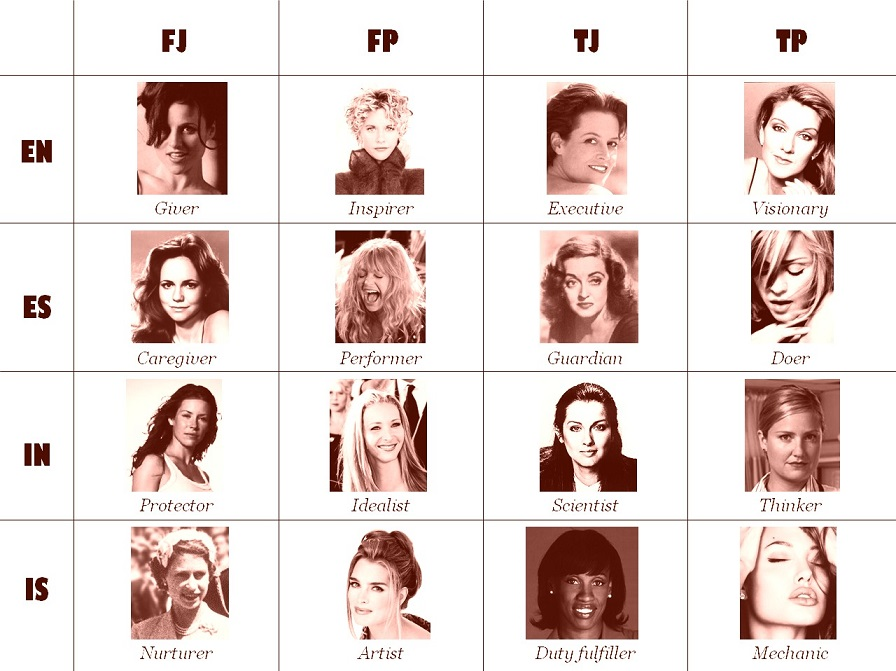 FJ FP TJ TP
EN
Giver Inspirer Executive Visionary
ES
Caregiver Performer Guardian Doer
IN
Protector Idealist Scientist Thinker
IS
Nurturer Artist Duty fulfiller Mechanic